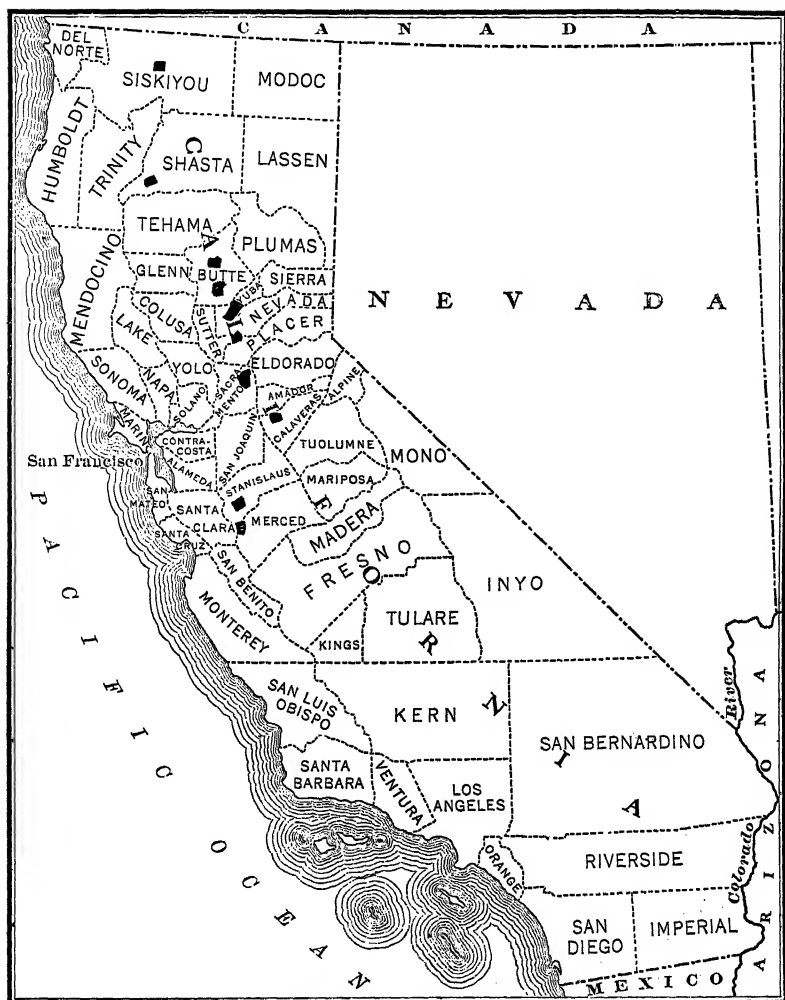 CANADA
DEL NORTE
SISKIYOU
MODOC
HUMBOLDT
TRINITY
SHASTA
LASSEN
TEHAMA
PLUMAS
MENDOCINO
GLENN
BUTTE
SIERRA
YUBA
NEVADA
COLUSA
SUTTER
PLACER
LAKE
NEVADA
YOLO
ELDORADO
SONOMA
NAPA
SOLANO
SACRAMENTO
AMADOR
ALPINE
CALAVERAS
MARIN
CONTRA-COSTA
SAN JOAQUIN
TUOLUMNE
MONO
San Francisco
ALAMEDA
STANISLAUS
MARIPOSA
SAN MATEO
SANTA CLARA
MERCED
MADERA
SANTA CRUZ
SAN BENITO
FRESNO
INYO
MONTEREY
KINGS
TULARE
CALIFORNIA
SAN LUIS OBISPO
KERN
SAN BERNARDINO
SANTA BARBARA
VENTURA
LOS ANGELES
ORANGE
RIVERSIDE
SAN DIEGO
IMPERIAL
Colorado River
ARIZONA
MEXICO
PACIFIC OCEAN